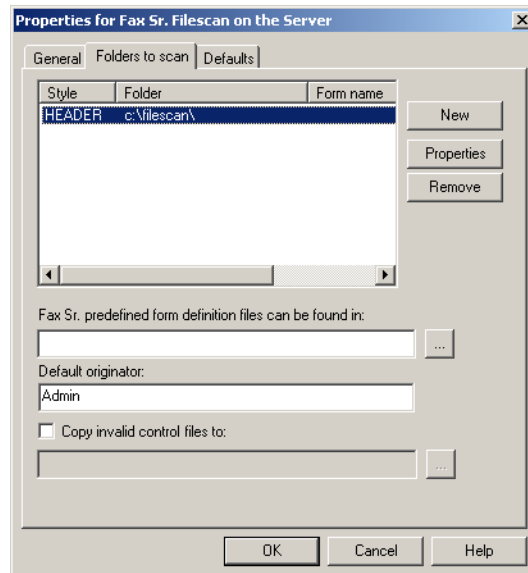 Properties for Fax Sr. Filescan on the Server
General Folders to scan Defaults
Style Folder Form name
HEADER c:\filescan\
New
Properties
Remove
Fax Sr. predefined form definition files can be found in:
...
Default originator:
Admin
Copy invalid control files to:
...
OK Cancel Help